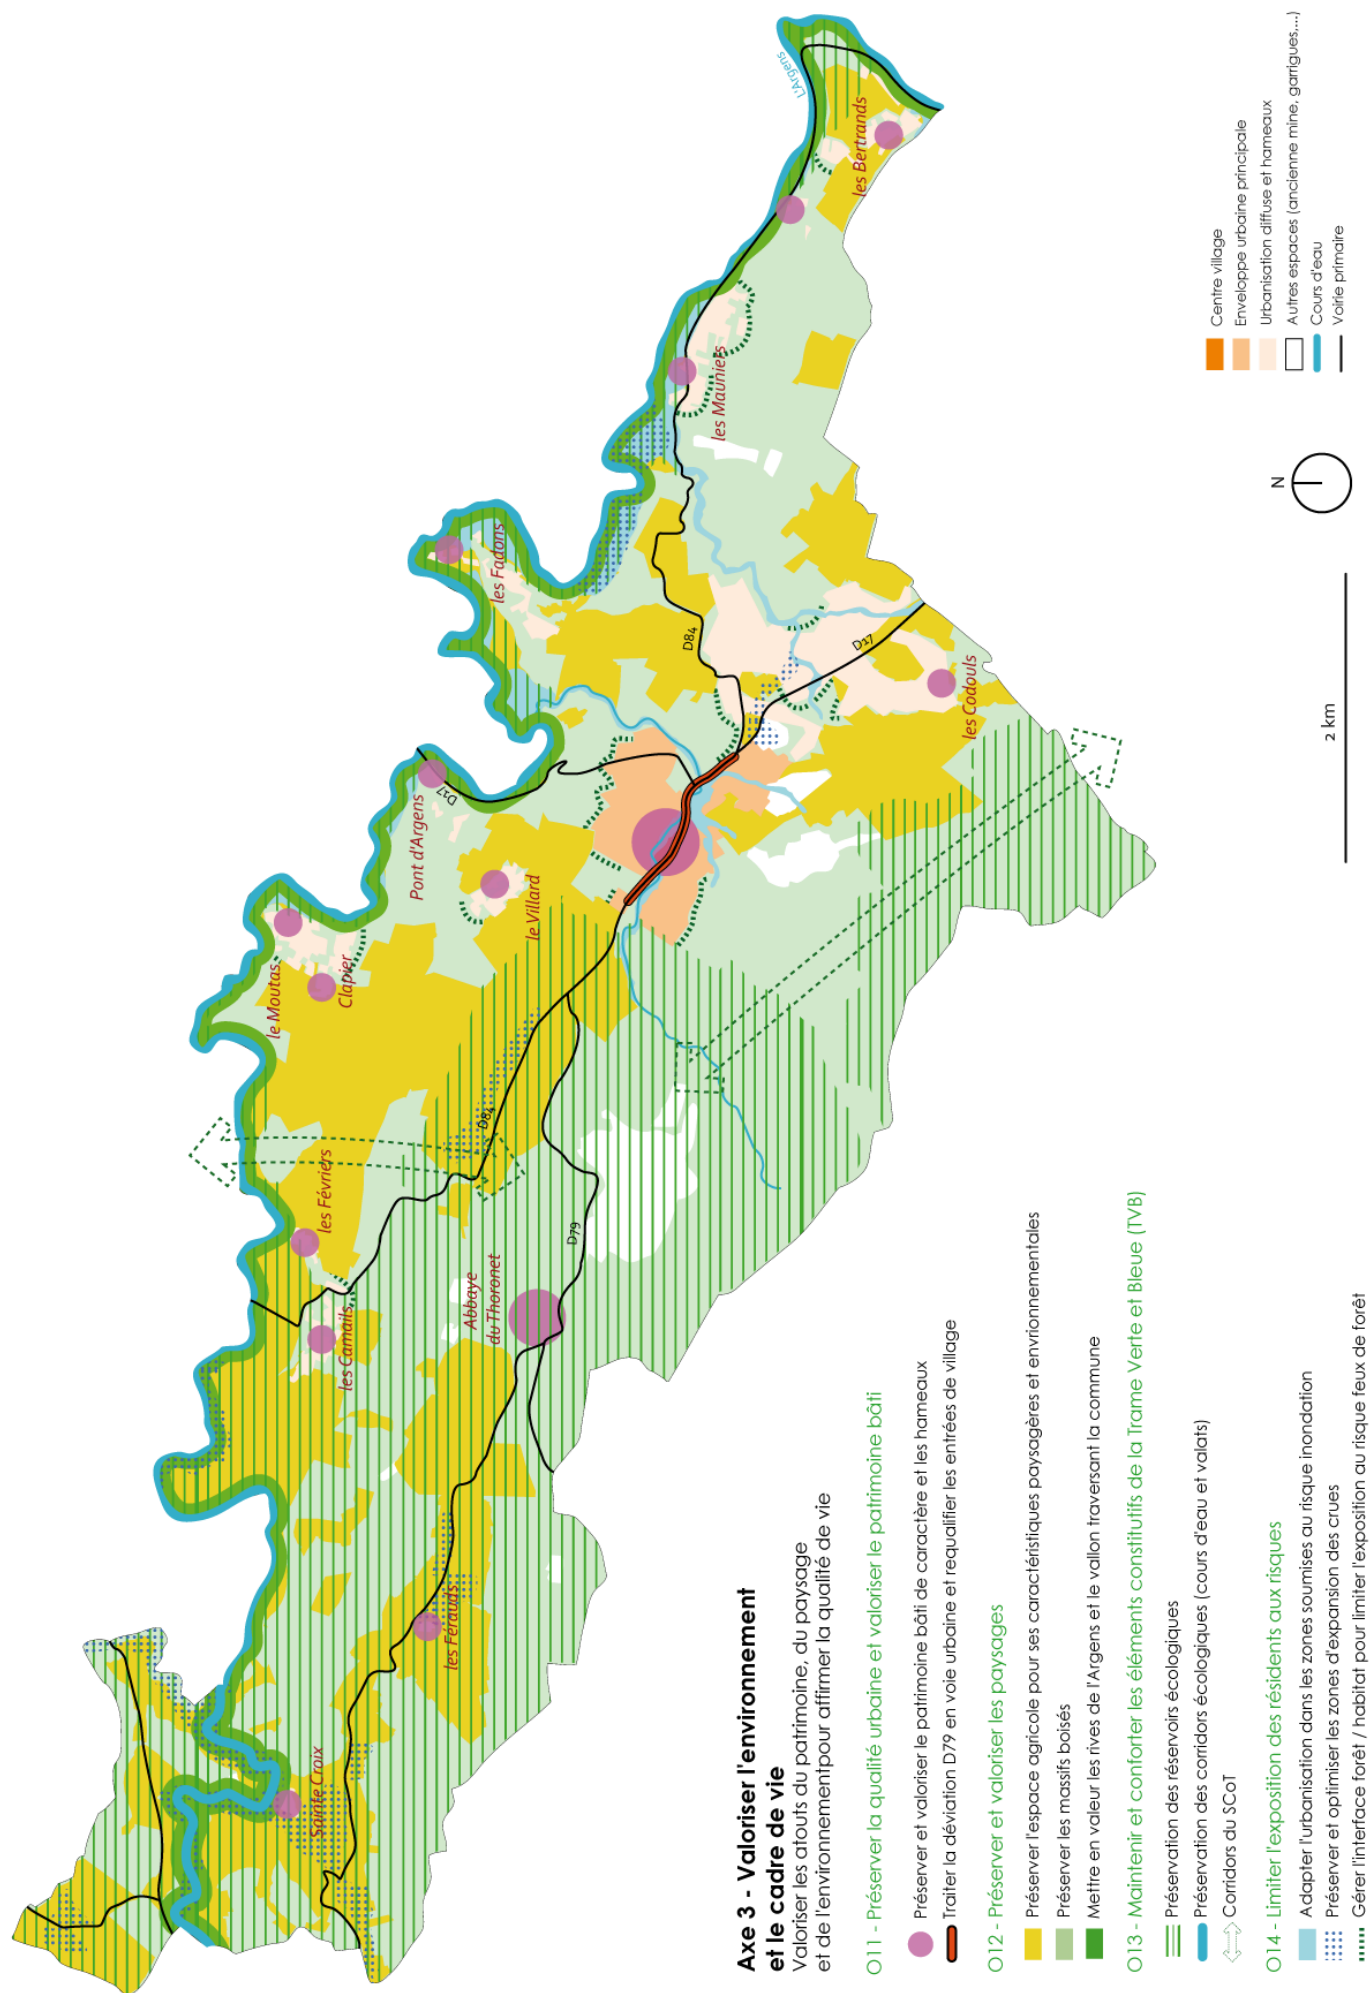 L'Argens
les Bertrands
les Mauniers
les Fadons
D84
D17
les Codouls
D17
Pont d'Argens
le Villard
le Moutas
Clapier
D84
les Févriers
D79
Abbaye
du Thoronet
les Camails
les Férauds
Sainte Croix
Axe 3 - Valoriser l'environnement
et le cadre de vie
Valoriser les atouts du patrimoine, du paysage
et de l'environnementpour affirmer la qualité de vie
O11 - Préserver la qualité urbaine et valoriser le patrimoine bâti
Préserver et valoriser le patrimoine bâti de caractère et les hameaux
Traiter la déviation D79 en voie urbaine et requalifier les entrées de village
O12 - Préserver et valoriser les paysages
Préserver l'espace agricole pour ses caractéristiques paysagères et envrionnementales
Préserver les massifs boisés
Mettre en valeur les rives de l'Argens et le vallon traversant la commune
O13 - Maintenir et conforter les éléments constitutifs de la Trame Verte et Bleue (TVB)
Préservation des réservoirs écologiques
Préservation des corridors écologiques (cours d'eau et valats)
Corridors du SCoT
O14 - Limiter l'exposition des résidents aux risques
Adapter l'urbanisation dans les zones soumises au risque inondation
Préserver et optimiser les zones d'expansion des crues
Gérer l'interface forêt / habitat pour limiter l'exposition au risque feux de forêt
2 km
N
Centre village
Enveloppe urbaine principale
Urbanisation diffuse et hameaux
Autres espaces (ancienne mine, garrigues,...)
Cours d'eau
Voirie primaire